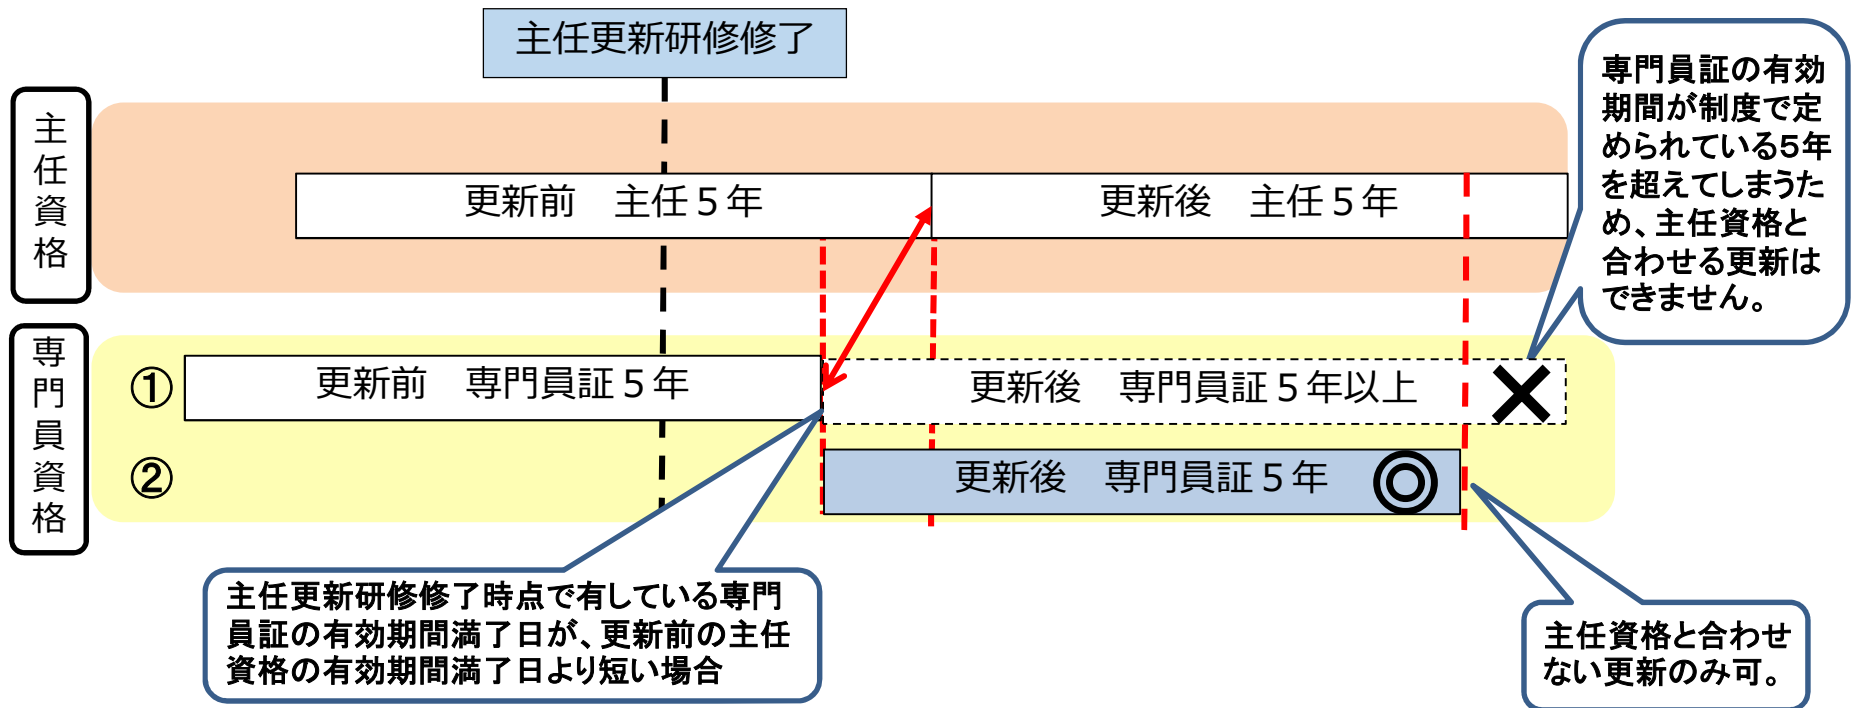 主任更新研修修了
専門員証の有効
期間が制度で定
められている5年
を超えてしまうた
め、主任資格と
合わせる更新は
できません。
主任資格
更新前　主任５年
更新後　主任５年
専門員資格
①
更新前　専門員証５年
更新後　専門員証５年以上
②
更新後　専門員証５年
主任更新研修修了時点で有している専門
員証の有効期間満了日が、更新前の主任
資格の有効期間満了日より短い場合
主任資格と合わせ
ない更新のみ可。